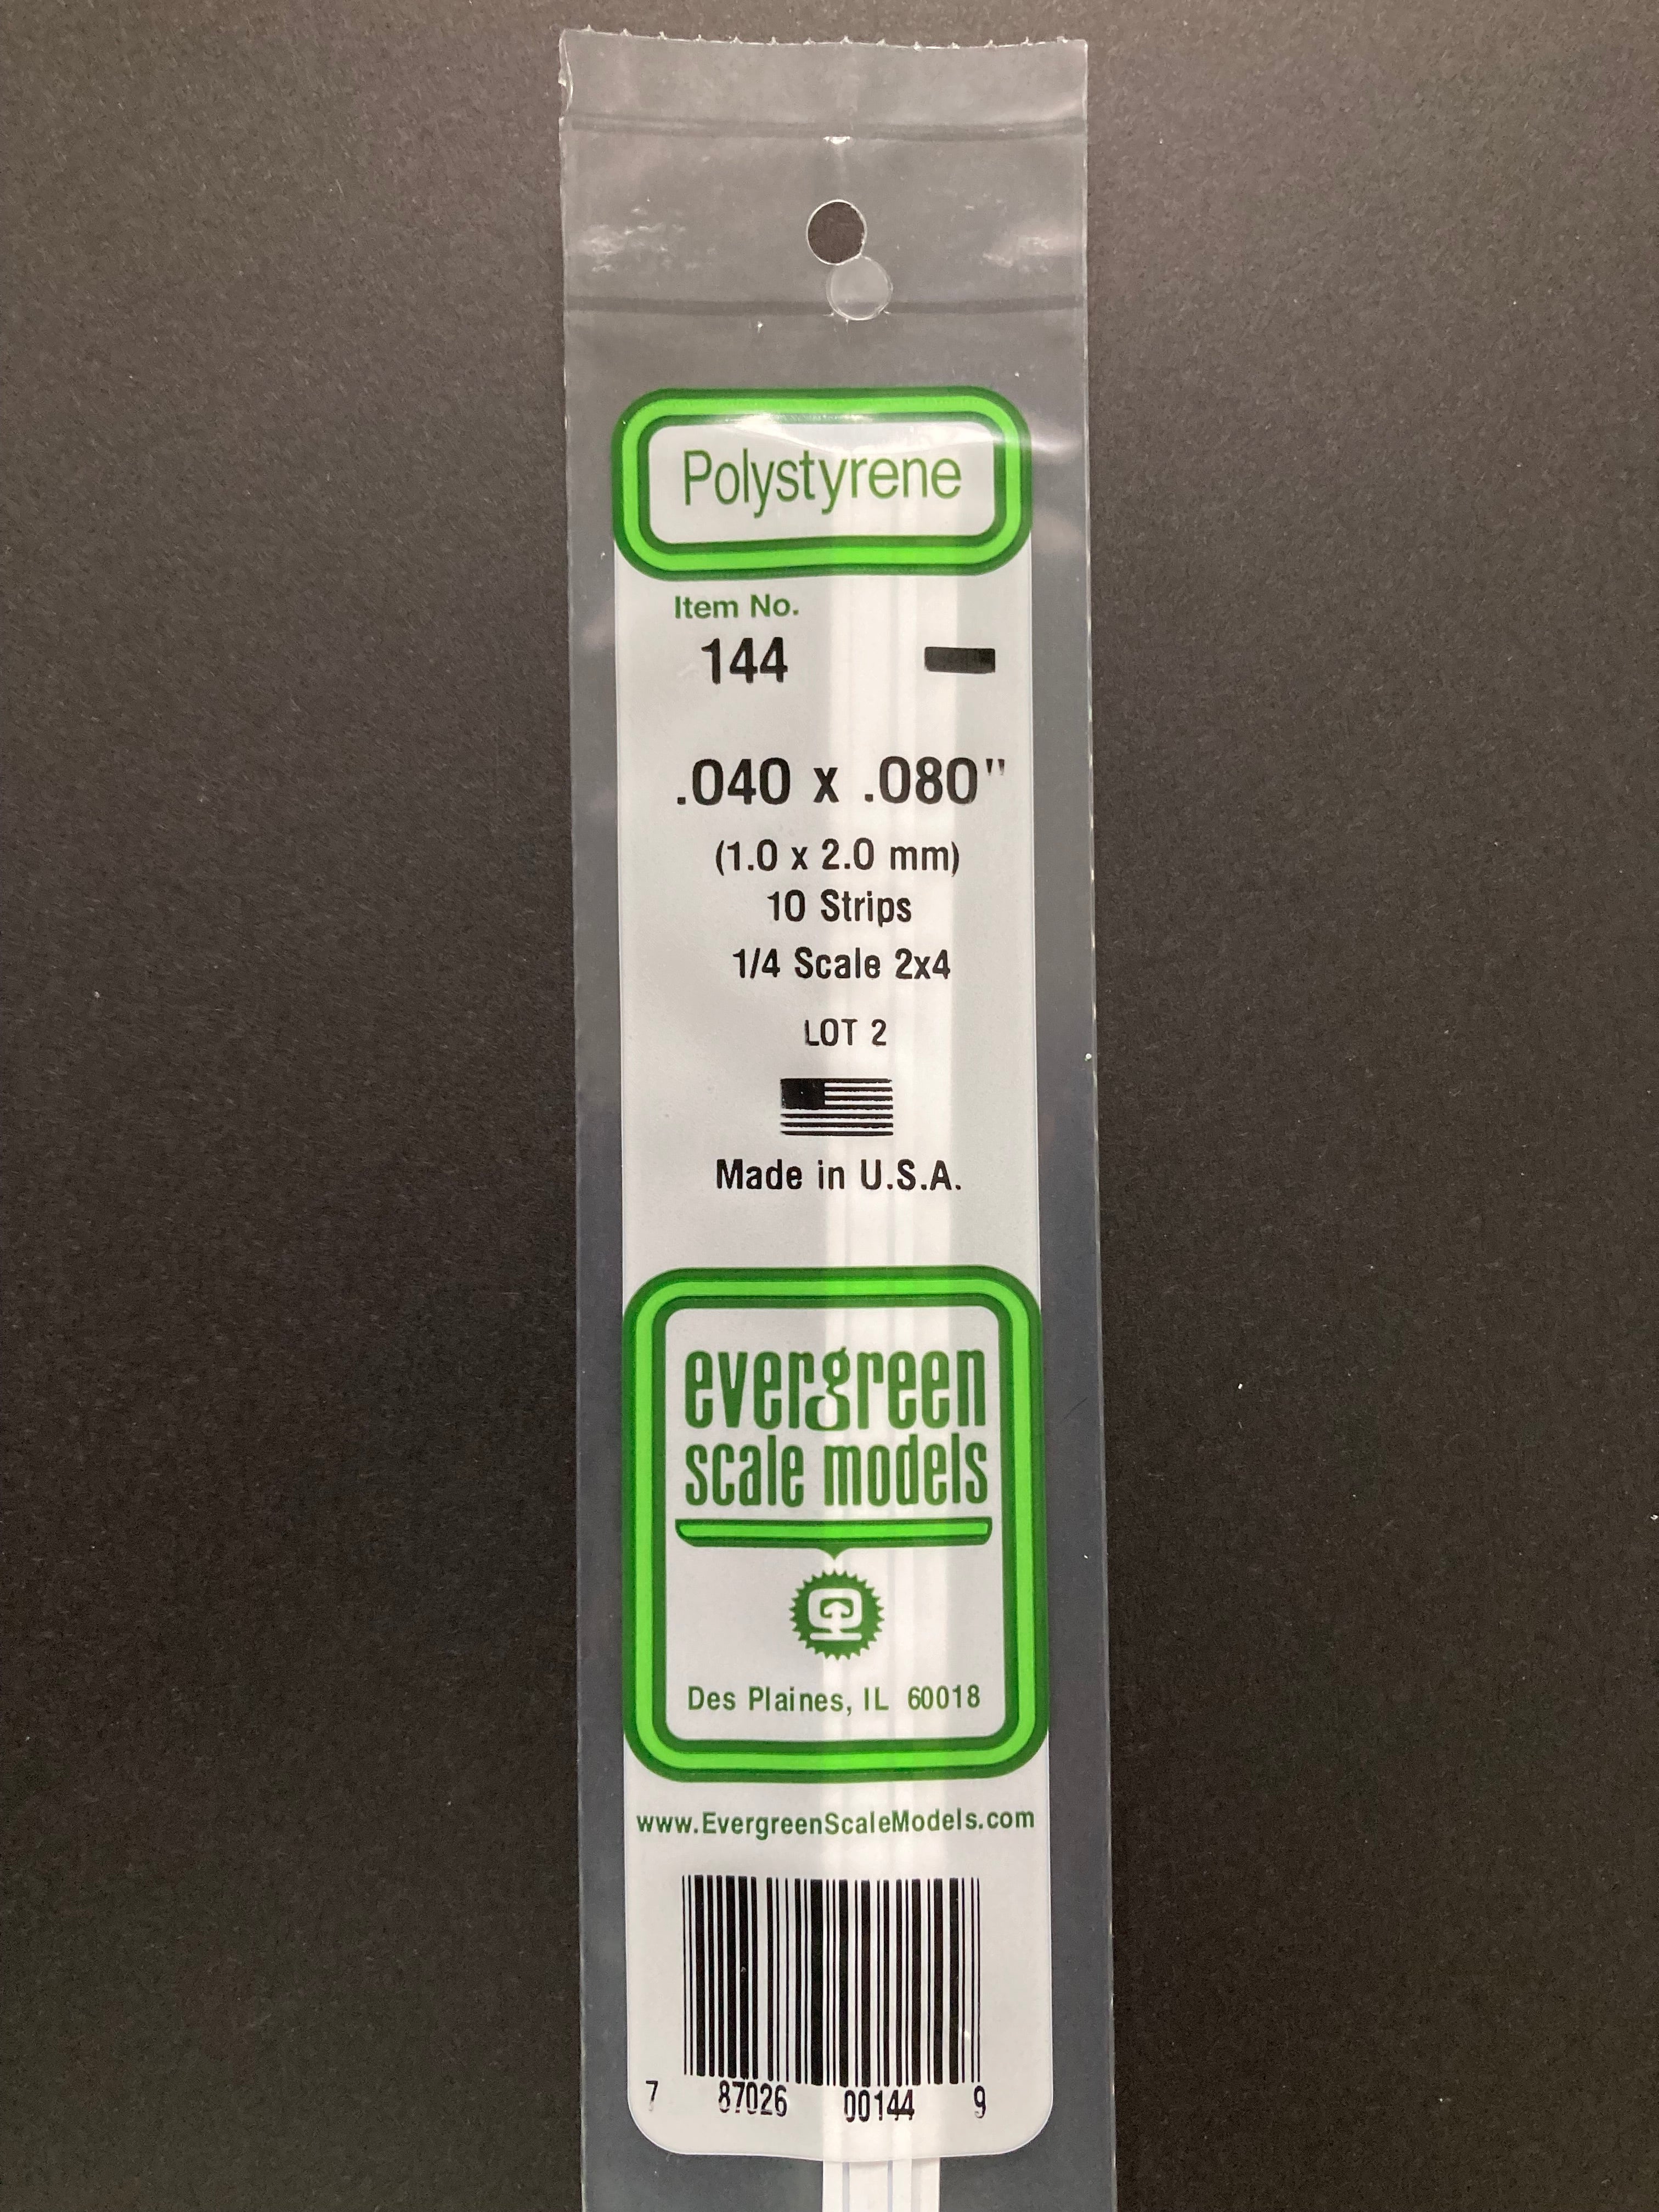 Polystyrene
Item No.
144
.040 x .080"
(1.0 x 2.0 mm)
10 Strips
1/4 Scale 2x4
LOT 2
Made in U.S.A.
evergreen
scale models
Des Plaines, IL 60018
www.EvergreenScaleModels.com
7 87026 00144 9